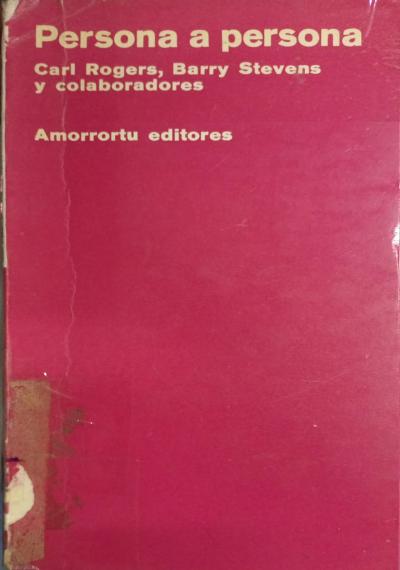 Persona a persona
Carl Rogers, Barry Stevens
y colaboradores
Amorrortu editores